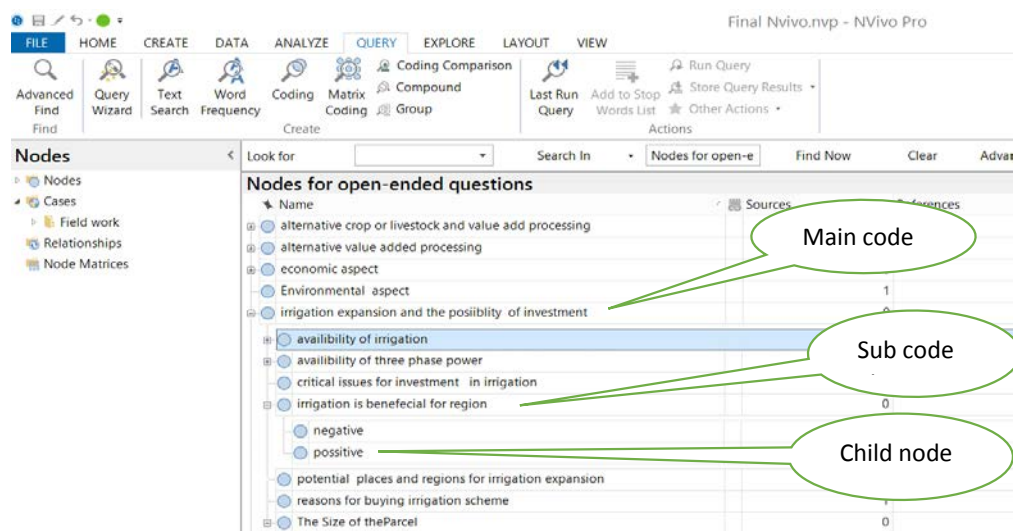 Final Nvivo.nvp - NVivo Pro
FILE HOME CREATE DATA ANALYZE QUERY EXPLORE LAYOUT VIEW
Advanced Find
Query Wizard
Text Search
Word Frequency
Coding
Matrix Coding
Coding Comparison
Compound
Group
Last Run Query
Add to Stop Words List
Run Query
Store Query Results
Other Actions
Find Create Actions
Nodes
Nodes
Cases
Field work
Relationships
Node Matrices
Look for Search In Nodes for open-e Find Now Clear
Nodes for open-ended questions
Name Sources
alternative crop or livestock and value add processing
alternative value added processing
economic aspect
Environmental aspect 1
irrigation expansion and the posiiblity of investment
availibility of irrigation
availibility of three phase power
critical issues for investment in irrigation
irrigation is benefecial for region 0
negative
possitive
potential places and regions for irrigation expansion
reasons for buying irrigation scheme
The Size of theParcel 0
Main code
Sub code
Child node